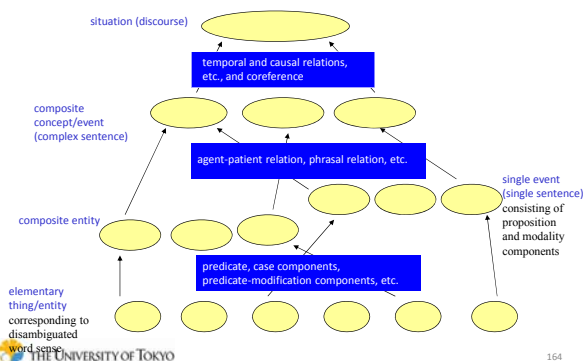 situation (discourse)
temporal and causal relations,
etc., and coreference
composite
concept/event
(complex sentence)
agent-patient relation, phrasal relation, etc.
single event
(single sentence)
consisting of
proposition
and modality
components
composite entity
predicate, case components,
predicate-modification components, etc.
elementary
thing/entity
corresponding to
disambiguated
word sense
THE UNIVERSITY OF TOKYO
164